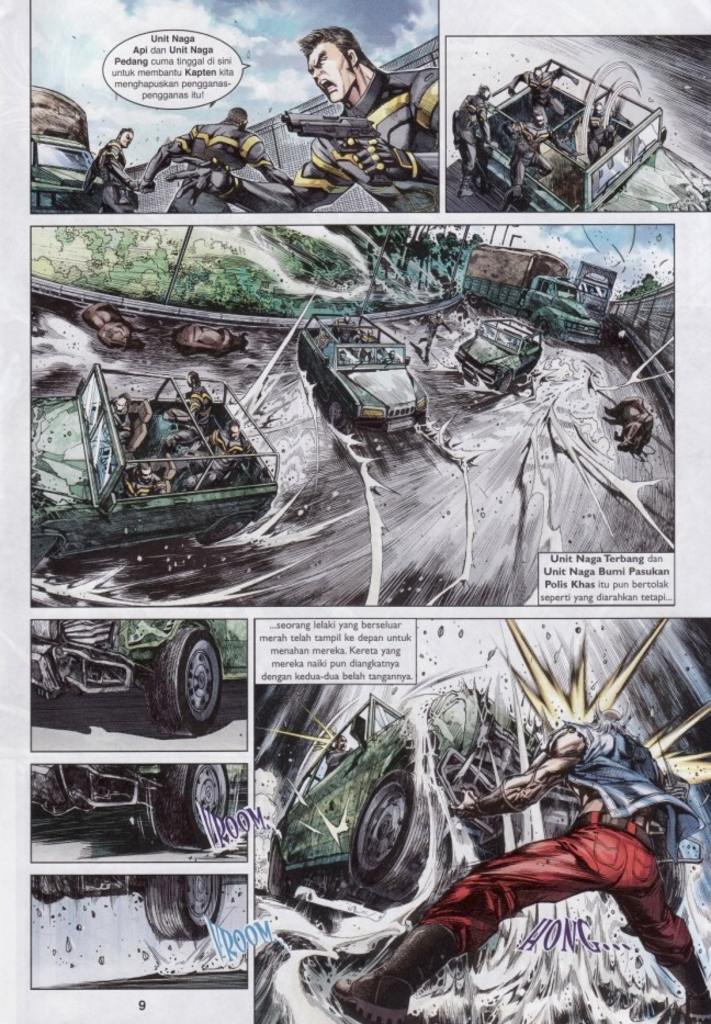 Unit Naga
Api dan Unit Naga
Pedang cuma tinggal di sini
untuk membantu Kapten kita
menghapuskan pengganas-
pengganas itu!
Unit Naga Terbang dan
Unit Naga Bumi Pasukan
Polis Khas itu pun bertolak
seperti yang diarahkan tetapi...
...seorang lelaki yang berseluar
merah telah tampil ke depan untuk
menahan mereka. Kereta yang
mereka naiki pun diangkatnya
dengan kedua-dua belah tangannya.
VROOM
VROOM
HONG...
9